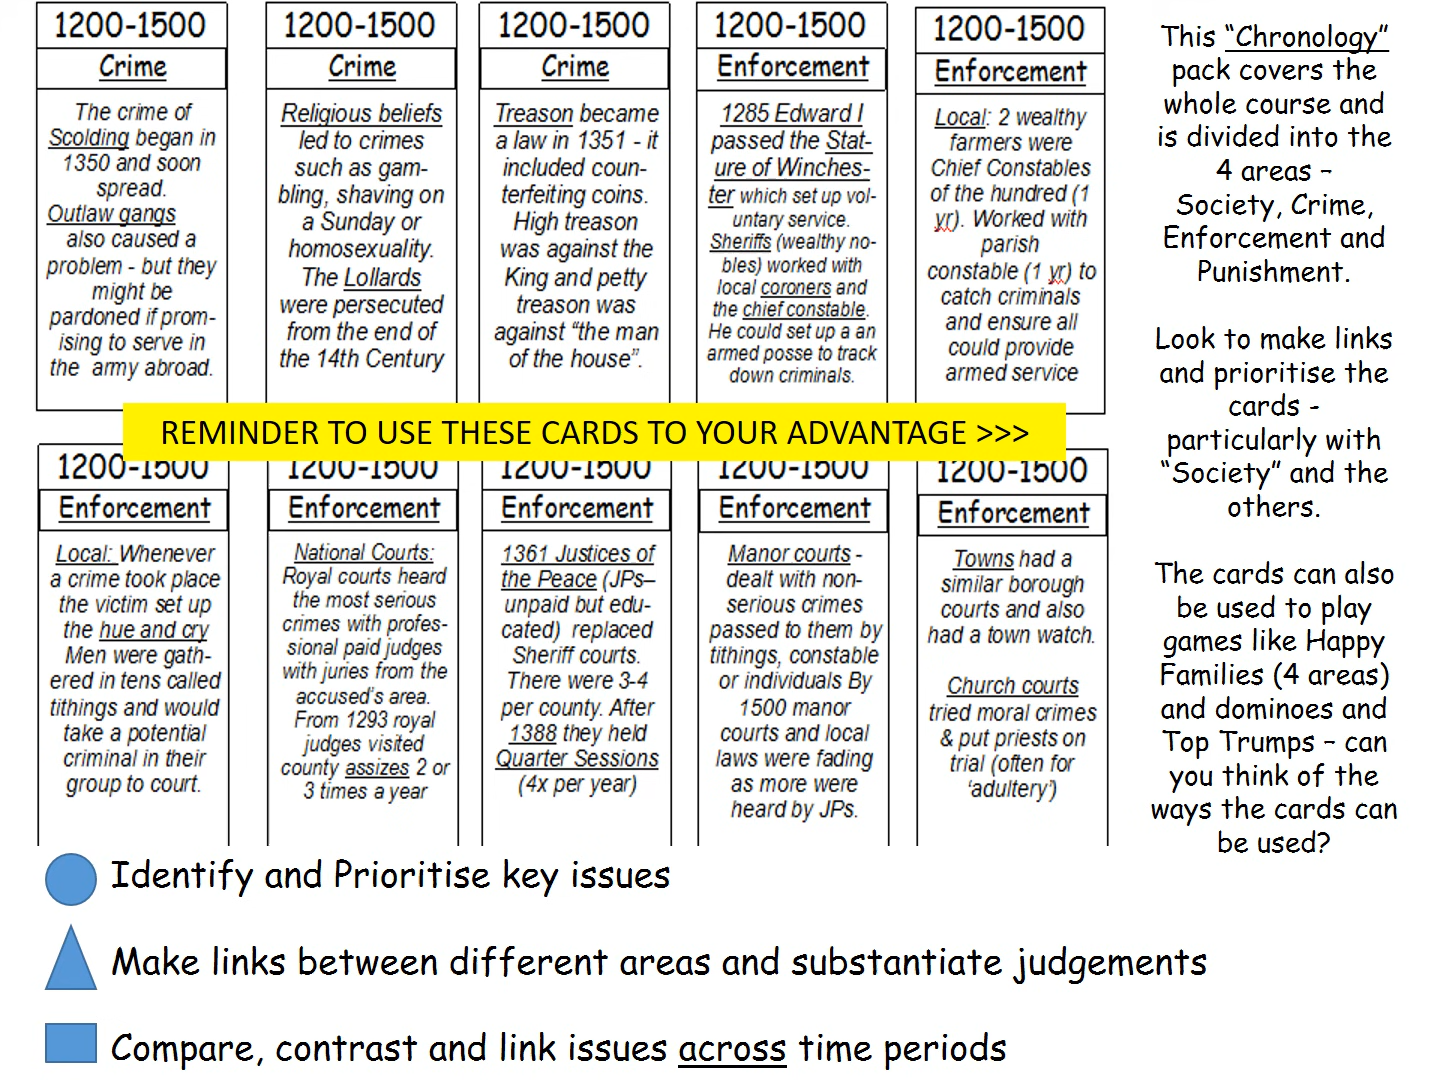 1200-1500
Crime
The crime of
Scolding began in
1350 and soon
spread.
Outlaw gangs
also caused a
problem - but they
might be
pardoned if prom-
ising to serve in
the army abroad.
1200-1500
Crime
Religious beliefs
led to crimes
such as gam-
bling, shaving on
a Sunday or
homosexuality.
The Lollards
were persecuted
from the end of
the 14th Century
1200-1500
Crime
Treason became
a law in 1351 - it
included coun-
terfeiting coins.
High treason
was against the
King and petty
treason was
against "the man
of the house".
1200-1500
Enforcement
1285 Edward I
passed the Stat-
ure of Winches-
ter which set up vol-
untary service.
Sheriffs (wealthy no-
bles) worked with
local coroners and
the chief constable.
He could set up a an
armed posse to track
down criminals.
1200-1500
Enforcement
Local: 2 wealthy
farmers were
Chief Constables
of the hundred (1
yr). Worked with
parish
constable (1 yr) to
catch criminals
and ensure all
could provide
armed service
This "Chronology"
pack covers the
whole course and
is divided into the
4 areas –
Society, Crime,
Enforcement and
Punishment.
Look to make links
and prioritise the
cards -
particularly with
"Society" and the
others.
The cards can also
be used to play
games like Happy
Families (4 areas)
and dominoes and
Top Trumps – can
you think of the
ways the cards can
be used?
REMINDER TO USE THESE CARDS TO YOUR ADVANTAGE >>>
1200-1500
Enforcement
Local: Whenever
a crime took place
the victim set up
the hue and cry
Men were gath-
ered in tens called
tithings and would
take a potential
criminal in their
group to court.
1200-1500
Enforcement
National Courts:
Royal courts heard
the most serious
crimes with profes-
sional paid judges
with juries from the
accused's area.
From 1293 royal
judges visited
county assizes 2 or
3 times a year
1200-1500
Enforcement
1361 Justices of
the Peace (JPs–
unpaid but edu-
cated) replaced
Sheriff courts.
There were 3-4
per county. After
1388 they held
Quarter Sessions
(4x per year)
1200-1500
Enforcement
Manor courts -
dealt with non-
serious crimes
passed to them by
tithings, constable
or individuals By
1500 manor
courts and local
laws were fading
as more were
heard by JPs.
1200-1500
Enforcement
Towns had a
similar borough
courts and also
had a town watch.
Church courts
tried moral crimes
& put priests on
trial (often for
'adultery')
Identify and Prioritise key issues
Make links between different areas and substantiate judgements
Compare, contrast and link issues across time periods